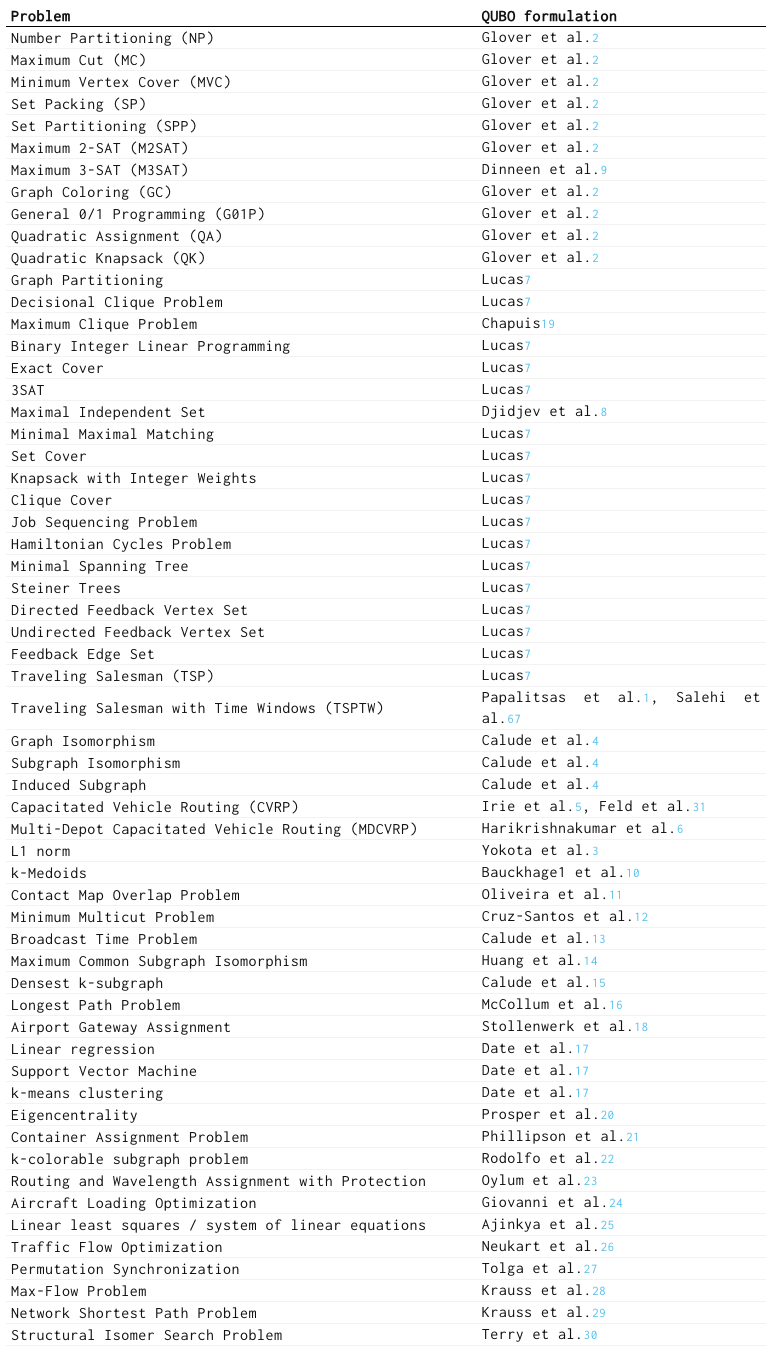 Problem QUBO formulation
Number Partitioning (NP) Glover et al.2
Maximum Cut (MC) Glover et al.2
Minimum Vertex Cover (MVC) Glover et al.2
Set Packing (SP) Glover et al.2
Set Partitioning (SPP) Glover et al.2
Maximum 2-SAT (M2SAT) Glover et al.2
Maximum 3-SAT (M3SAT) Dinneen et al.9
Graph Coloring (GC) Glover et al.2
General 0/1 Programming (G01P) Glover et al.2
Quadratic Assignment (QA) Glover et al.2
Quadratic Knapsack (QK) Glover et al.2
Graph Partitioning Lucas7
Decisional Clique Problem Lucas7
Maximum Clique Problem Chapuis19
Binary Integer Linear Programming Lucas7
Exact Cover Lucas7
3SAT Lucas7
Maximal Independent Set Djidjev et al.8
Minimal Maximal Matching Lucas7
Set Cover Lucas7
Knapsack with Integer Weights Lucas7
Clique Cover Lucas7
Job Sequencing Problem Lucas7
Hamiltonian Cycles Problem Lucas7
Minimal Spanning Tree Lucas7
Steiner Trees Lucas7
Directed Feedback Vertex Set Lucas7
Undirected Feedback Vertex Set Lucas7
Feedback Edge Set Lucas7
Traveling Salesman (TSP) Lucas7
Traveling Salesman with Time Windows (TSPTW) Papalitsas et al.1, Salehi et
al.67
Graph Isomorphism Calude et al.4
Subgraph Isomorphism Calude et al.4
Induced Subgraph Calude et al.4
Capacitated Vehicle Routing (CVRP) Irie et al.5, Feld et al.31
Multi-Depot Capacitated Vehicle Routing (MDCVRP) Harikrishnakumar et al.6
L1 norm Yokota et al.3
k-Medoids Bauckhage1 et al.10
Contact Map Overlap Problem Oliveira et al.11
Minimum Multicut Problem Cruz-Santos et al.12
Broadcast Time Problem Calude et al.13
Maximum Common Subgraph Isomorphism Huang et al.14
Densest k-subgraph Calude et al.15
Longest Path Problem McCollum et al.16
Airport Gateway Assignment Stollenwerk et al.18
Linear regression Date et al.17
Support Vector Machine Date et al.17
k-means clustering Date et al.17
Eigencentrality Prosper et al.20
Container Assignment Problem Phillipson et al.21
k-colorable subgraph problem Rodolfo et al.22
Routing and Wavelength Assignment with Protection Oylum et al.23
Aircraft Loading Optimization Giovanni et al.24
Linear least squares / system of linear equations Ajinkya et al.25
Traffic Flow Optimization Neukart et al.26
Permutation Synchronization Tolga et al.27
Max-Flow Problem Krauss et al.28
Network Shortest Path Problem Krauss et al.29
Structural Isomer Search Problem Terry et al.30